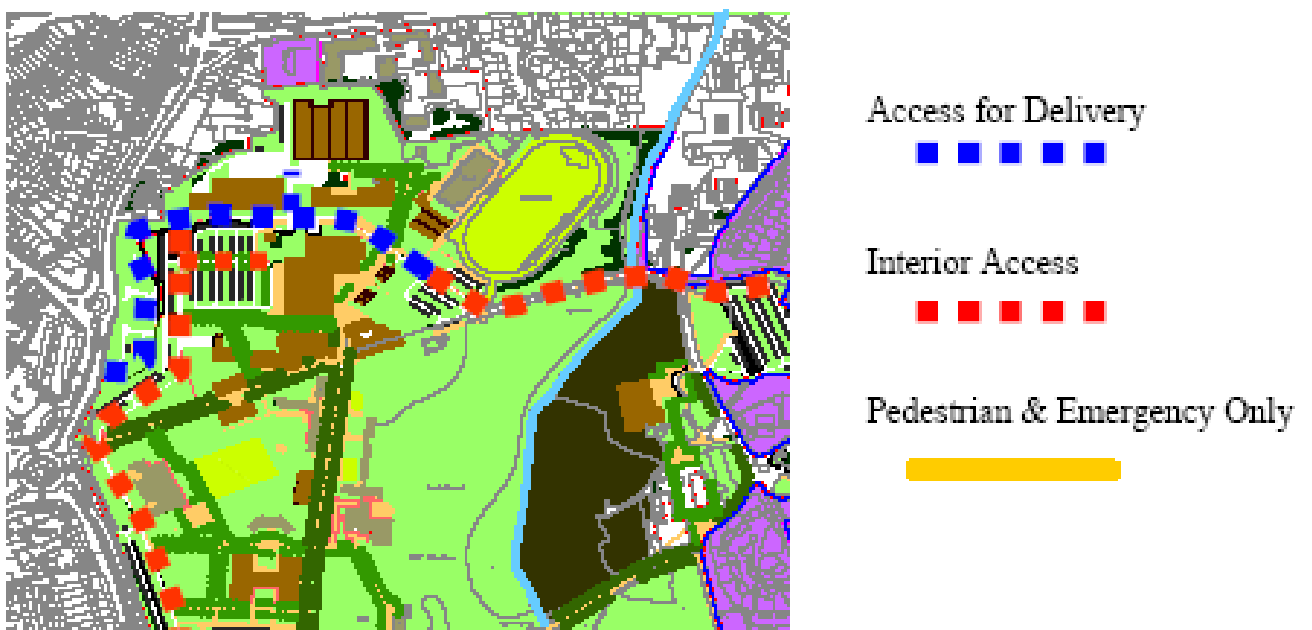 Access for Delivery
Interior Access
Pedestrian & Emergency Only